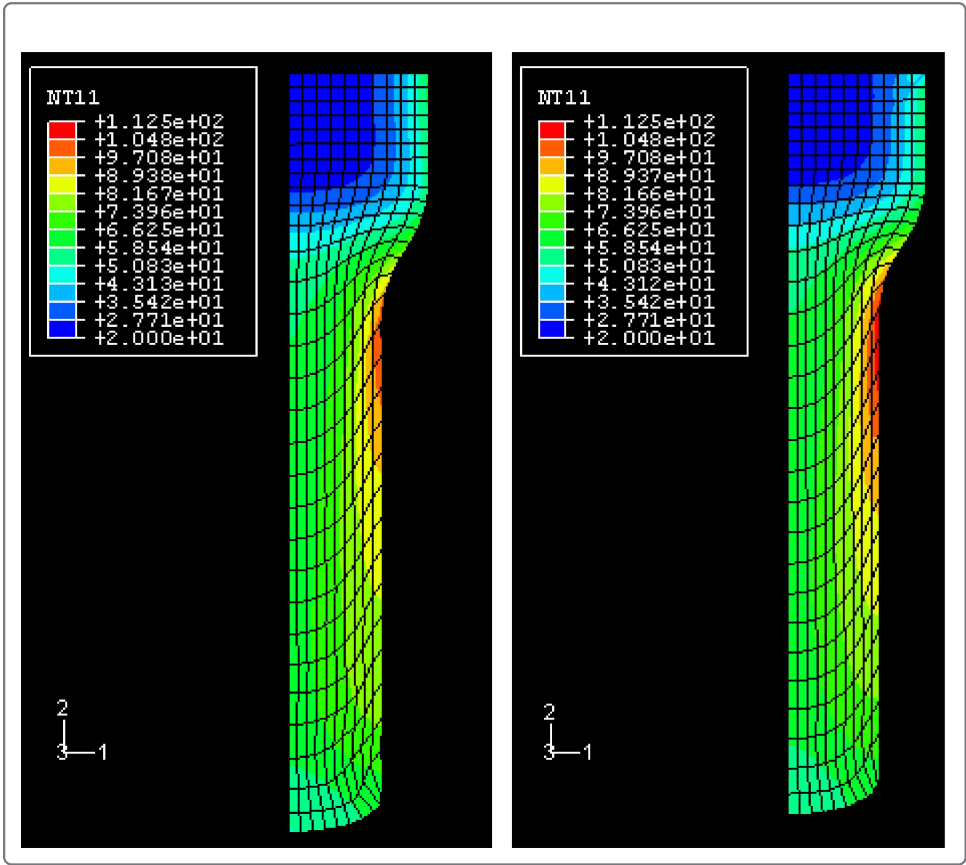 NT11
+1.125e+02
+1.048e+02
+9.708e+01
+8.938e+01
+8.167e+01
+7.396e+01
+6.625e+01
+5.854e+01
+5.083e+01
+4.313e+01
+3.542e+01
+2.771e+01
+2.000e+01
2
3 1
NT11
+1.125e+02
+1.048e+02
+9.708e+01
+8.937e+01
+8.166e+01
+7.396e+01
+6.625e+01
+5.854e+01
+5.083e+01
+4.312e+01
+3.542e+01
+2.771e+01
+2.000e+01
2
3 1